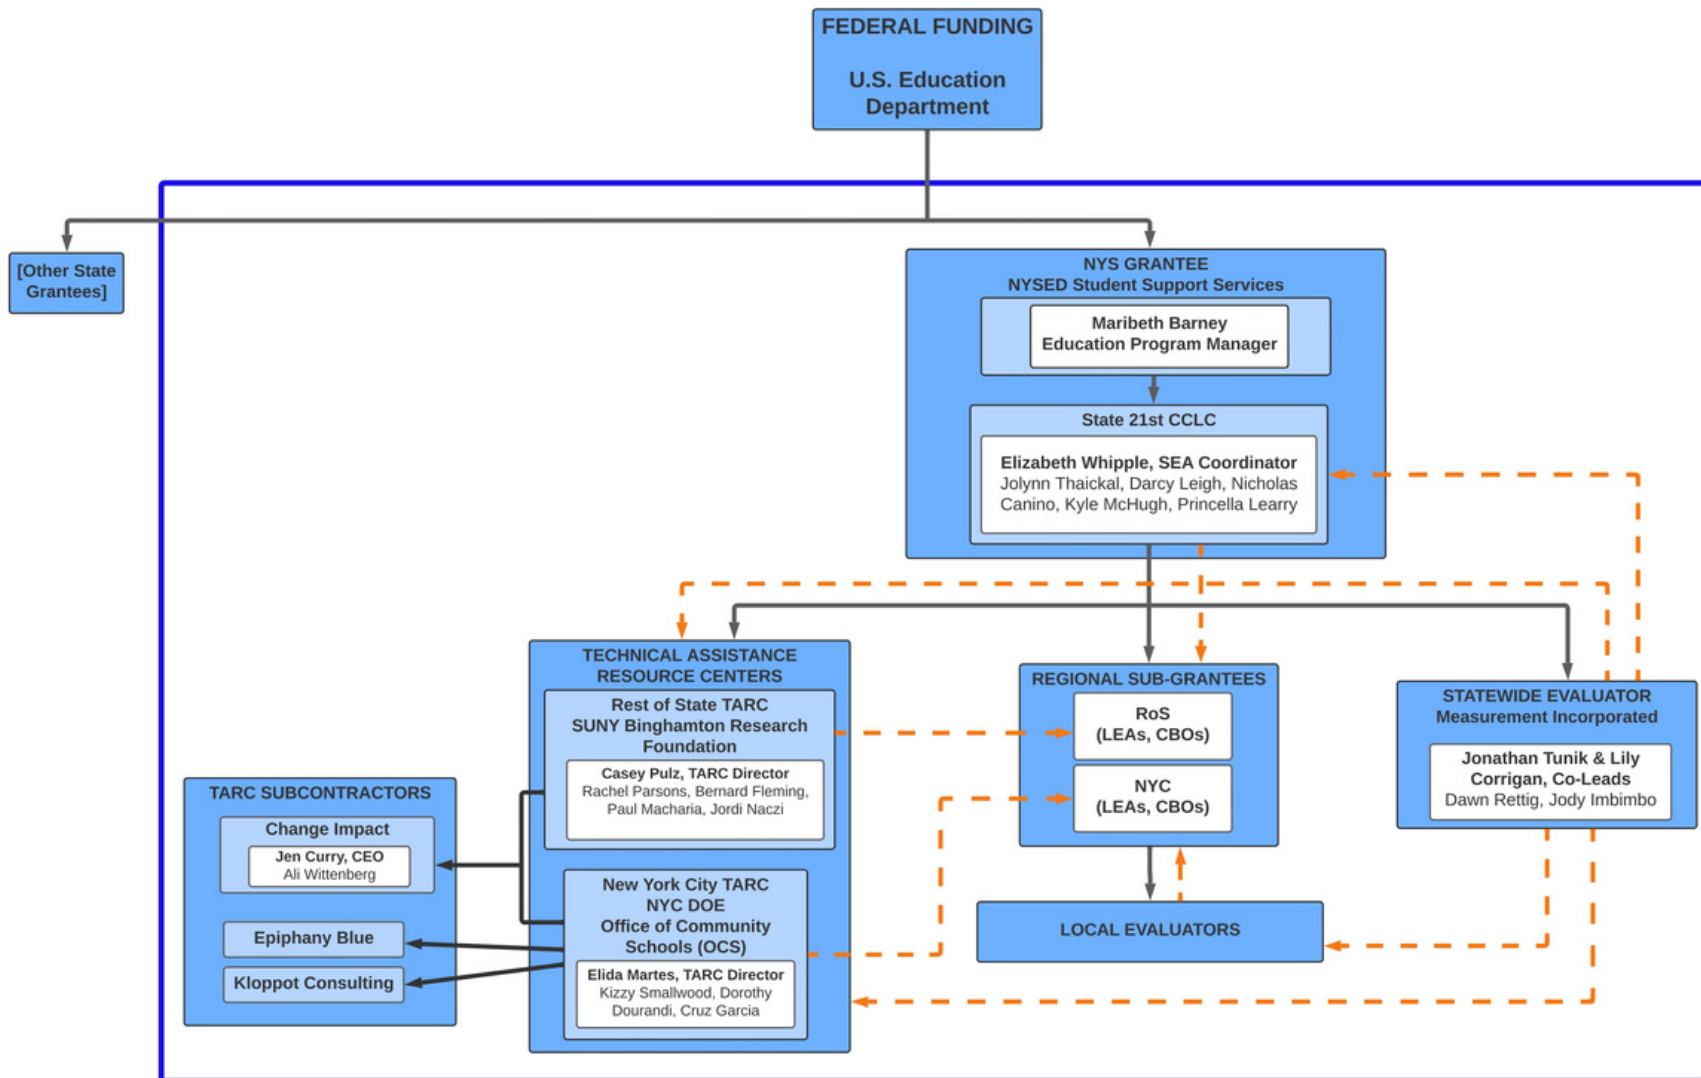 FEDERAL FUNDING
U.S. Education
Department
[Other State
Grantees]
NYS GRANTEE
NYSED Student Support Services
Maribeth Barney
Education Program Manager
State 21st CCLC
Elizabeth Whipple, SEA Coordinator
Jolynn Thaickal, Darcy Leigh, Nicholas
Canino, Kyle McHugh, Princella Learry
TECHNICAL ASSISTANCE
RESOURCE CENTERS
Rest of State TARC
SUNY Binghamton Research
Foundation
Casey Pulz, TARC Director
Rachel Parsons, Bernard Fleming,
Paul Macharia, Jordi Naczi
New York City TARC
NYC DOE
Office of Community
Schools (OCS)
Elida Martes, TARC Director
Kizzy Smallwood, Dorothy
Dourandi, Cruz Garcia
TARC SUBCONTRACTORS
Change Impact
Jen Curry, CEO
Ali Wittenberg
Epiphany Blue
Kloppot Consulting
REGIONAL SUB-GRANTEES
RoS
(LEAs, CBOs)
NYC
(LEAs, CBOs)
LOCAL EVALUATORS
STATEWIDE EVALUATOR
Measurement Incorporated
Jonathan Tunik & Lily
Corrigan, Co-Leads
Dawn Rettig, Jody Imbimbo